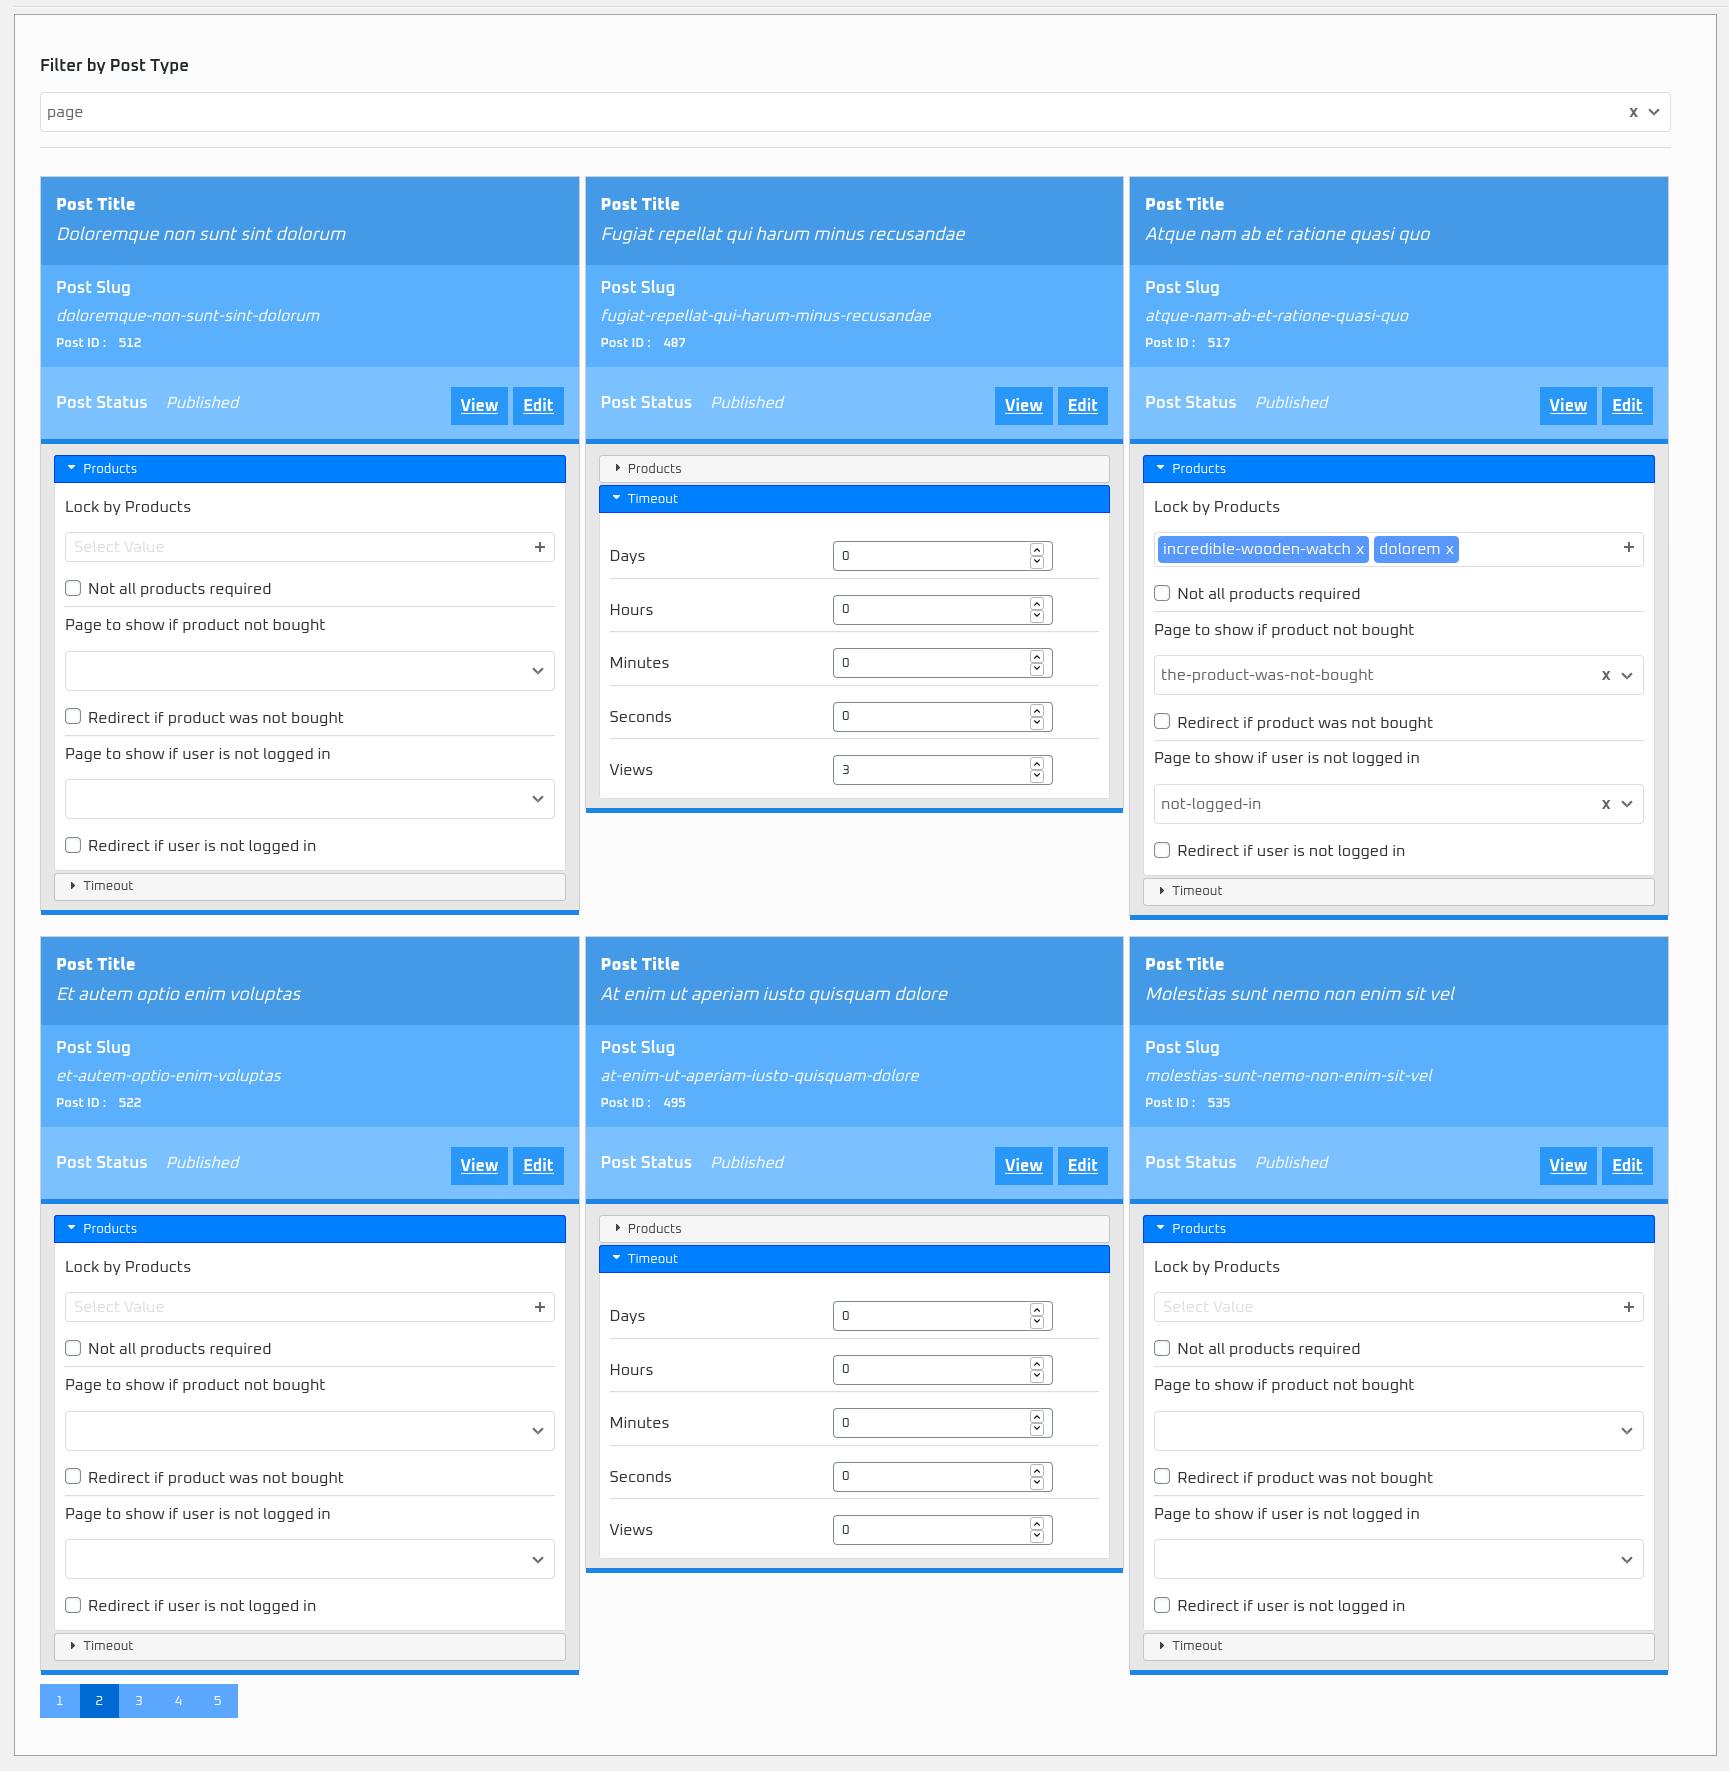 Filter by Post Type
page x
Post Title
Doloremque non sunt sint dolorum
Post Slug
doloremque-non-sunt-sint-dolorum
Post ID : 512
Post Status Published View Edit
Products
Lock by Products
Select Value +
Not all products required
Page to show if product not bought
Redirect if product was not bought
Page to show if user is not logged in
Redirect if user is not logged in
Timeout
Post Title
Fugiat repellat qui harum minus recusandae
Post Slug
fugiat-repellat-qui-harum-minus-recusandae
Post ID : 487
Post Status Published View Edit
Products
Timeout
Days 0
Hours 0
Minutes 0
Seconds 0
Views 3
Post Title
Atque nam ab et ratione quasi quo
Post Slug
atque-nam-ab-et-ratione-quasi-quo
Post ID : 517
Post Status Published View Edit
Products
Lock by Products
incredible-wooden-watch x dolorem x +
Not all products required
Page to show if product not bought
the-product-was-not-bought x
Redirect if product was not bought
Page to show if user is not logged in
not-logged-in x
Redirect if user is not logged in
Timeout
Post Title
Et autem optio enim voluptas
Post Slug
et-autem-optio-enim-voluptas
Post ID : 522
Post Status Published View Edit
Products
Lock by Products
Select Value +
Not all products required
Page to show if product not bought
Redirect if product was not bought
Page to show if user is not logged in
Redirect if user is not logged in
Timeout
Post Title
At enim ut aperiam iusto quisquam dolore
Post Slug
at-enim-ut-aperiam-iusto-quisquam-dolore
Post ID : 495
Post Status Published View Edit
Products
Timeout
Days 0
Hours 0
Minutes 0
Seconds 0
Views 0
Post Title
Molestias sunt nemo non enim sit vel
Post Slug
molestias-sunt-nemo-non-enim-sit-vel
Post ID : 535
Post Status Published View Edit
Products
Lock by Products
Select Value +
Not all products required
Page to show if product not bought
Redirect if product was not bought
Page to show if user is not logged in
Redirect if user is not logged in
Timeout
1 2 3 4 5